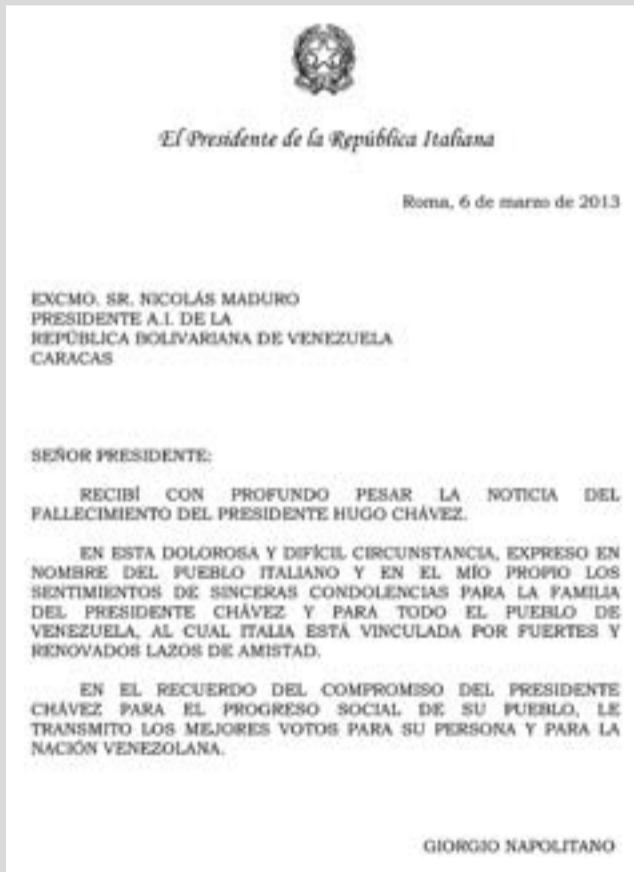 El Presidente de la República Italiana
Roma, 6 de marzo de 2013
EXCMO. SR. NICOLÁS MADURO
PRESIDENTE A.I. DE LA
REPÚBLICA BOLIVARIANA DE VENEZUELA
CARACAS
SEÑOR PRESIDENTE:
RECIBÍ CON PROFUNDO PESAR LA NOTICIA DEL
FALLECIMIENTO DEL PRESIDENTE HUGO CHÁVEZ.
EN ESTA DOLOROSA Y DIFÍCIL CIRCUNSTANCIA, EXPRESO EN
NOMBRE DEL PUEBLO ITALIANO Y EN EL MÍO PROPIO LOS
SENTIMIENTOS DE SINCERAS CONDOLENCIAS PARA LA FAMILIA
DEL PRESIDENTE CHÁVEZ Y PARA TODO EL PUEBLO DE
VENEZUELA, AL CUAL ITALIA ESTÁ VINCULADA POR FUERTES Y
RENOVADOS LAZOS DE AMISTAD.
EN EL RECUERDO DEL COMPROMISO DEL PRESIDENTE
CHÁVEZ PARA EL PROGRESO SOCIAL DE SU PUEBLO, LE
TRANSMITO LOS MEJORES VOTOS PARA SU PERSONA Y PARA LA
NACIÓN VENEZOLANA.
GIORGIO NAPOLITANO